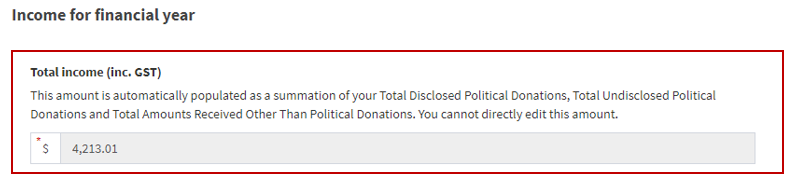 Income for financial year
Total income (inc. GST)
This amount is automatically populated as a summation of your Total Disclosed Political Donations, Total Undisclosed Political
Donations and Total Amounts Received Other Than Political Donations. You cannot directly edit this amount.
* $ 4,213.01